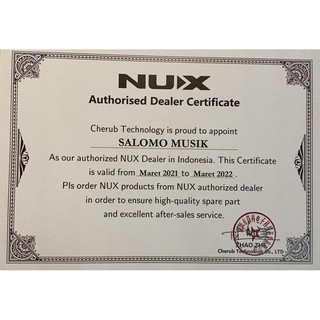 NUX
Authorised Dealer Certificate
Cherub Technology is proud to appoint
SALOMO MUSIK
As our authorized NUX Dealer in Indonesia. This Certificate
is valid from Maret 2021 to Maret 2022.
Pls order NUX products from NUX authorized dealer
in order to ensure high-quality spare part
and excellent after-sales service.
ZHAO ZHE
Cherub Technology Co., LTD